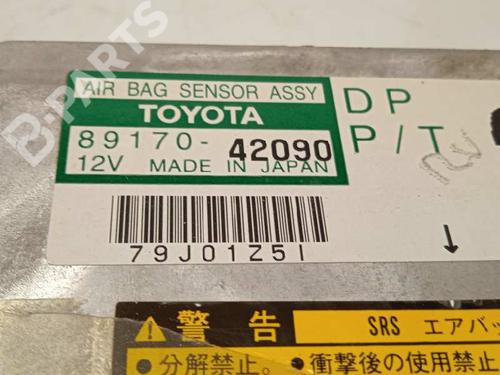 B-PARTS
AIR BAG SENSOR ASSY
TOYOTA
89170-42090
12V MADE IN JAPAN
DP
P/T
79J01Z5I
警告
SRS エアバッ
●分解禁止。
●衝撃後の使用禁止